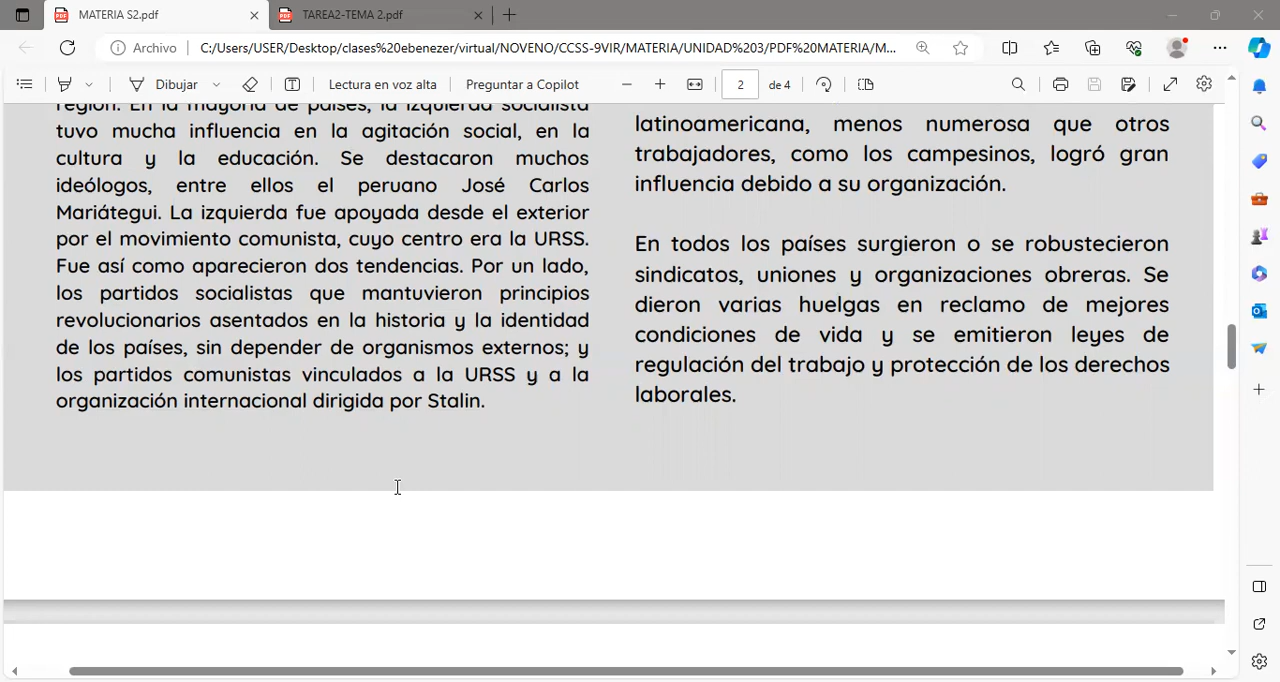 MATERIA S2.pdf
TAREA2-TEMA 2.pdf
Archivo
C:/Users/USER/Desktop/clases%20ebenezer/virtual/NOVENO/CCSS-9VIR/MATERIA/UNIDAD%203/PDF%20MATERIA/M...
Dibujar
Lectura en voz alta
Preguntar a Copilot
2
de 4
región. En la mayoría de países, la izquierda socialista
tuvo mucha influencia en la agitación social, en la
cultura y la educación. Se destacaron muchos
ideólogos, entre ellos el peruano José Carlos
Mariátegui. La izquierda fue apoyada desde el exterior
por el movimiento comunista, cuyo centro era la URSS.
Fue así como aparecieron dos tendencias. Por un lado,
los partidos socialistas que mantuvieron principios
revolucionarios asentados en la historia y la identidad
de los países, sin depender de organismos externos; y
los partidos comunistas vinculados a la URSS y a la
organización internacional dirigida por Stalin.
latinoamericana, menos numerosa que otros
trabajadores, como los campesinos, logró gran
influencia debido a su organización.
En todos los países surgieron o se robustecieron
sindicatos, uniones y organizaciones obreras. Se
dieron varias huelgas en reclamo de mejores
condiciones de vida y se emitieron leyes de
regulación del trabajo y protección de los derechos
laborales.